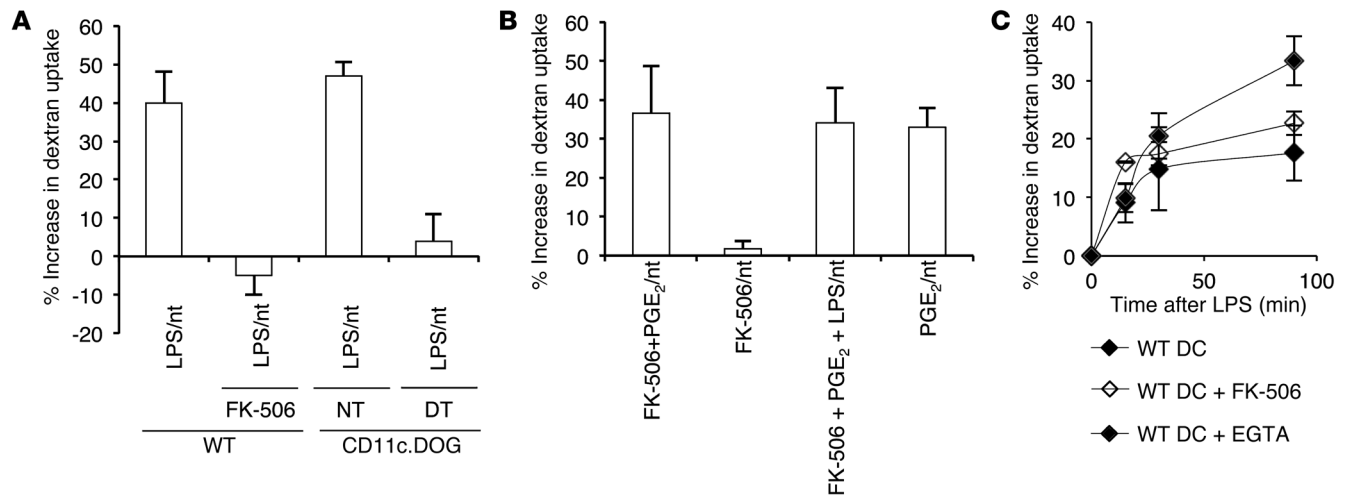 A
% Increase in dextran uptake
60
50
40
30
20
10
0
-10
-20
LPS/nt
LPS/nt
LPS/nt
LPS/nt
FK-506
NT
DT
WT
CD11c.DOG
B
% Increase in dextran uptake
60
50
40
30
20
10
0
FK-506+PGE₂/nt
FK-506/nt
FK-506 + PGE₂ + LPS/nt
PGE₂/nt
C
% Increase in dextran uptake
40
30
20
10
0
0
50
100
Time after LPS (min)
WT DC
WT DC + FK-506
WT DC + EGTA